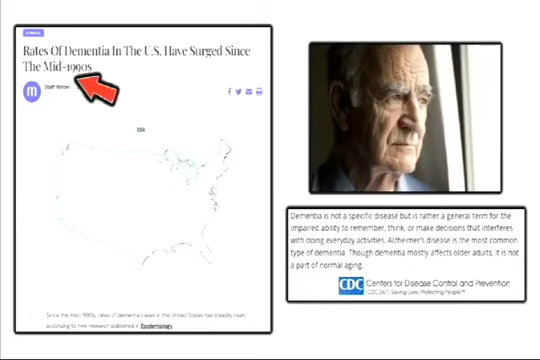 Rates Of Dementia In The U.S. Have Surged Since
The Mid-1990s
Staff Writer
m
USA
Since the mid-1990s, rates of dementia cases in the United States has steadily risen,
according to new research published in Epidemiology
Dementia is not a specific disease but is rather a general term for the
impaired ability to remember, think, or make decisions that interferes
with doing everyday activities. Alzheimer's disease is the most common
type of dementia. Though dementia mostly affects older adults, it is not
a part of normal aging.
CDC Centers for Disease Control and Prevention
CDC 24/7: Saving Lives, Protecting People™